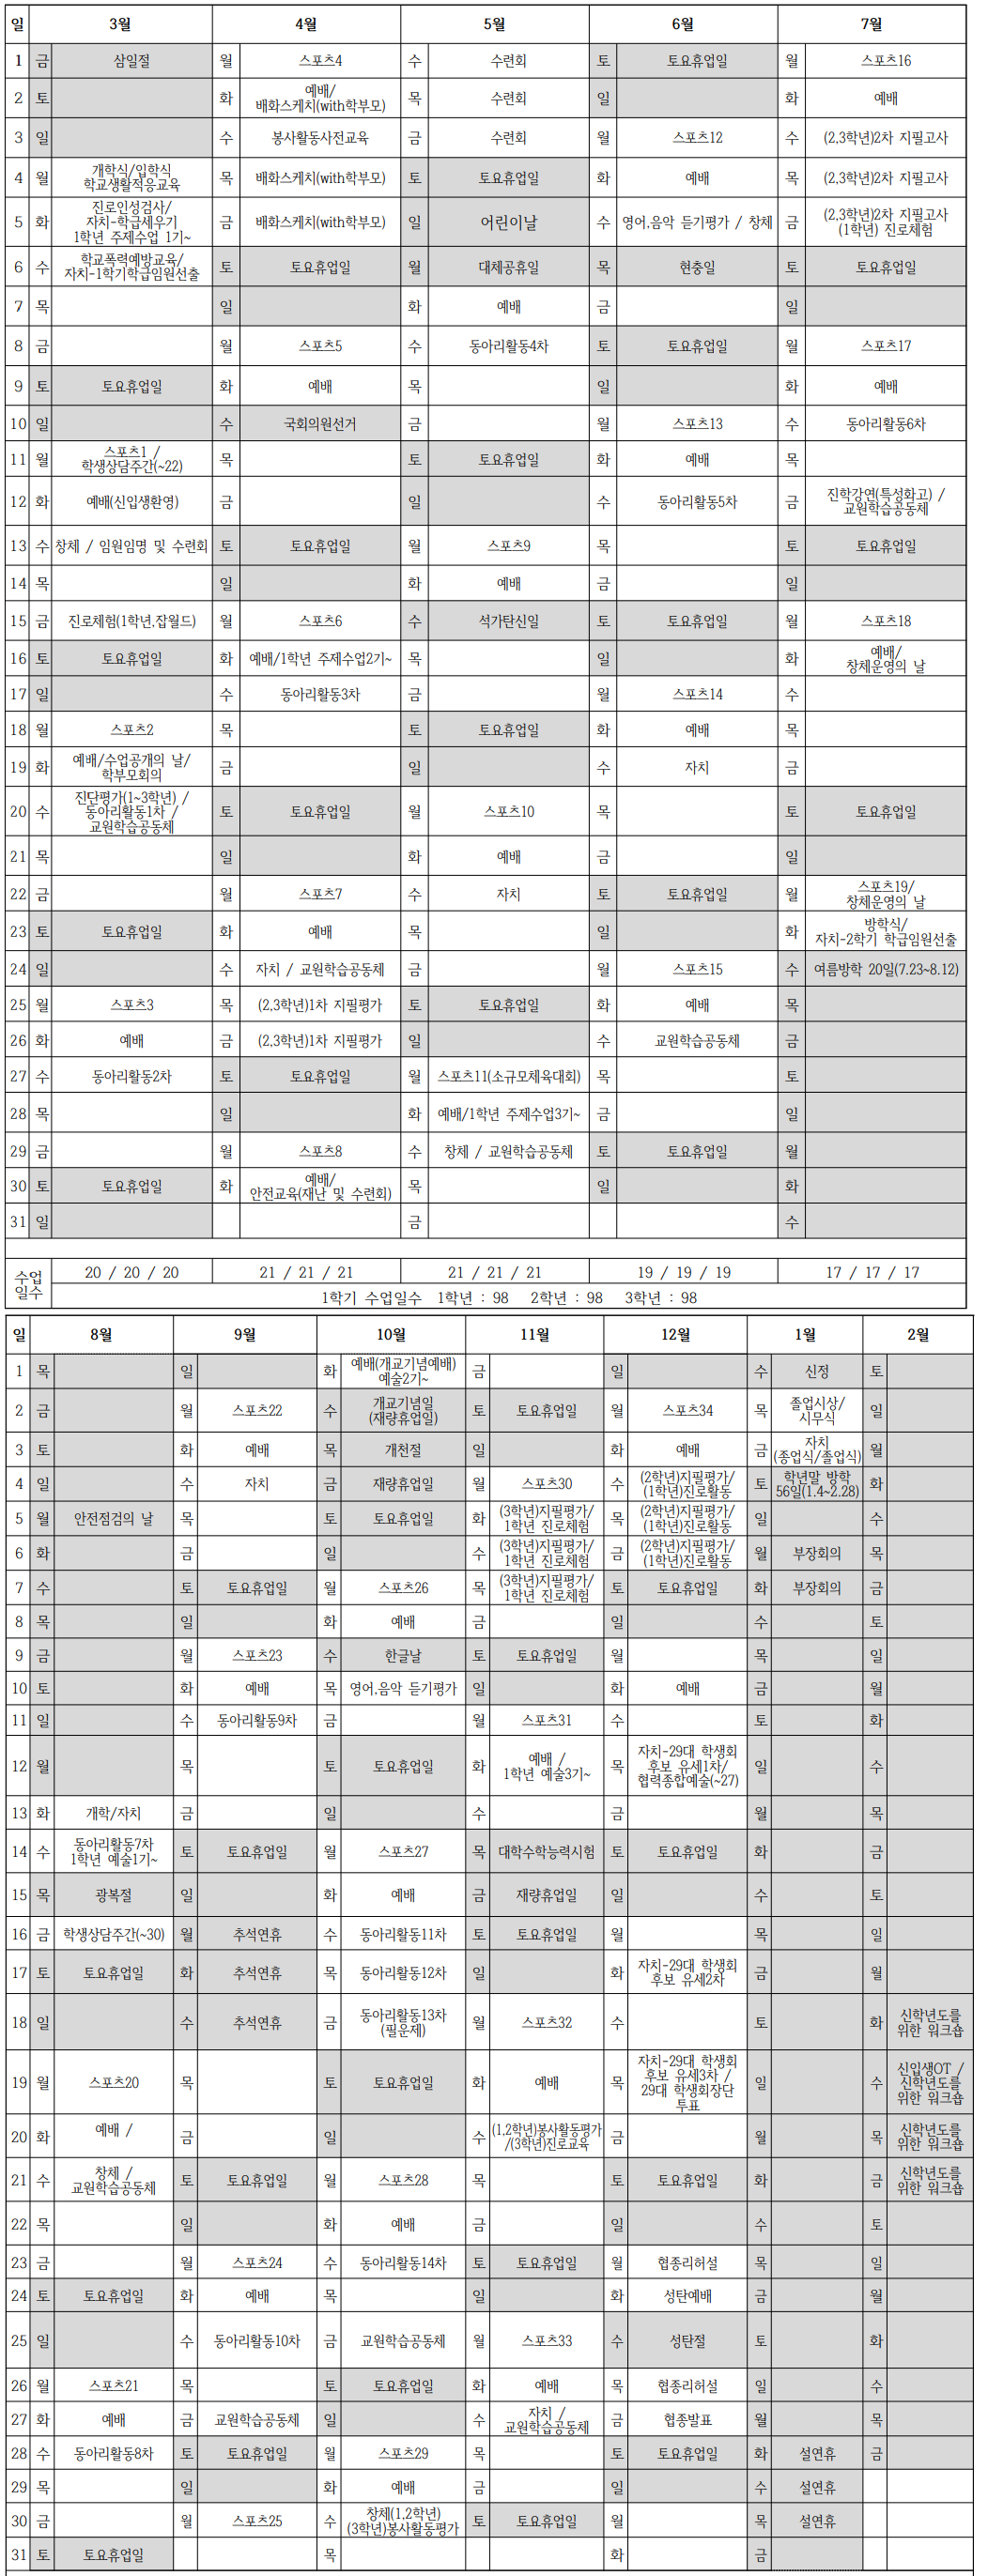 일 3월 4월 5월 6월 7월
1 금 삼일절 월 스포츠4 수 수련회 토 토요휴업일 월 스포츠16
2 토 화 예배/ 배화스케치(with학부모) 목 수련회 일 화 예배
3 일 수 봉사활동사전교육 금 수련회 월 스포츠12 수 (2,3학년)2차 지필고사
4 월 개학식/입학식 학교생활적응교육 목 배화스케치(with학부모) 토 토요휴업일 화 예배 목 (2,3학년)2차 지필고사
5 화 진로인성검사/ 자치-학급세우기 1학년 주제수업 1기~ 금 배화스케치(with학부모) 일 어린이날 수 영어,음악 듣기평가 / 창체 금 (2,3학년)2차 지필고사 (1학년) 진로체험
6 수 학교폭력예방교육/ 자치-1학기학급임원선출 토 토요휴업일 월 대체공휴일 목 현충일 토 토요휴업일
7 목 일 화 예배 금 일
8 금 월 스포츠5 수 동아리활동4차 토 토요휴업일 월 스포츠17
9 토 토요휴업일 화 예배 목 일 화 예배
10 일 수 국회의원선거 금 월 스포츠13 수 동아리활동6차
11 월 스포츠1 / 학생상담주간(~22) 목 토 토요휴업일 화 예배 목
12 화 예배(신입생환영) 금 일 수 동아리활동5차 금 진학강연(특성화고) / 교원학습공동체
13 수 창체 / 임원임명 및 수련회 토 토요휴업일 월 스포츠9 목 토 토요휴업일
14 목 일 화 예배 금 일
15 금 진로체험(1학년,잡월드) 월 스포츠6 수 석가탄신일 토 토요휴업일 월 스포츠18
16 토 토요휴업일 화 예배/1학년 주제수업2기~ 목 일 화 예배/ 창체운영의 날
17 일 수 동아리활동3차 금 월 스포츠14 수
18 월 스포츠2 목 토 토요휴업일 화 예배 목
19 화 예배/수업공개의 날/ 학부모회의 금 일 수 자치 금
20 수 진단평가(1~3학년) / 동아리활동1차 / 교원학습공동체 토 토요휴업일 월 스포츠10 목 토 토요휴업일
21 목 일 화 예배 금 일
22 금 월 스포츠7 수 자치 토 토요휴업일 월 스포츠19/ 창체운영의 날
23 토 토요휴업일 화 예배 목 일 화 방학식/ 자치-2학기 학급임원선출
24 일 수 자치 / 교원학습공동체 금 월 스포츠15 수 여름방학 20일(7.23~8.12)
25 월 스포츠3 목 (2,3학년)1차 지필평가 토 토요휴업일 화 예배 목
26 화 예배 금 (2,3학년)1차 지필평가 일 수 교원학습공동체 금
27 수 동아리활동2차 토 토요휴업일 월 스포츠11(소규모체육대회) 목 토
28 목 일 화 예배/1학년 주제수업3기~ 금 일
29 금 월 스포츠8 수 창체 / 교원학습공동체 토 토요휴업일 월
30 토 토요휴업일 화 예배/ 안전교육(재난 및 수련회) 목 일 화
31 일 금 수
수업 일수 20 / 20 / 20 21 / 21 / 21 21 / 21 / 21 19 / 19 / 19 17 / 17 / 17
1학기 수업일수 1학년 : 98 2학년 : 98 3학년 : 98
일 8월 9월 10월 11월 12월 1월 2월
1 목 일 화 예배(개교기념예배) 예술2기~ 금 일 수 신정 토
2 금 월 스포츠22 수 개교기념일 (재량휴업일) 토 토요휴업일 월 스포츠34 목 졸업시상/ 시무식 일
3 토 화 예배 목 개천절 일 화 예배 금 자치 (종업식/졸업식) 월
4 일 수 자치 금 재량휴업일 월 스포츠30 수 (2학년)지필평가/ (1학년)진로활동 토 학년말 방학 56일(1.4~2.28) 화
5 월 안전점검의 날 목 토 토요휴업일 화 (3학년)지필평가/ 1학년 진로체험 목 (2학년)지필평가/ (1학년)진로활동 일 수
6 화 금 일 수 (3학년)지필평가/ 1학년 진로체험 금 (2학년)지필평가/ (1학년)진로활동 월 부장회의 목
7 수 토 토요휴업일 월 스포츠26 목 (3학년)지필평가/ 1학년 진로체험 토 토요휴업일 화 부장회의 금
8 목 일 화 예배 금 일 수 토
9 금 월 스포츠23 수 한글날 토 토요휴업일 월 목 일
10 토 화 예배 목 영어,음악 듣기평가 일 화 예배 금 월
11 일 수 동아리활동9차 금 월 스포츠31 수 토 화
12 월 목 토 토요휴업일 화 예배 / 1학년 예술3기~ 목 자치-29대 학생회 후보 유세1차/ 협력종합예술(~27) 일 수
13 화 개학/자치 금 일 수 금 월 목
14 수 동아리활동7차 1학년 예술1기~ 토 토요휴업일 월 스포츠27 목 대학수학능력시험 토 토요휴업일 화 금
15 목 광복절 일 화 예배 금 재량휴업일 일 수 토
16 금 학생상담주간(~30) 월 추석연휴 수 동아리활동11차 토 토요휴업일 월 목 일
17 토 토요휴업일 화 추석연휴 목 동아리활동12차 일 화 자치-29대 학생회 후보 유세2차 금 월
18 일 수 추석연휴 금 동아리활동13차 (필운제) 월 스포츠32 수 토 화 신학년도를 위한 워크숍
19 월 스포츠20 목 토 토요휴업일 화 예배 목 자치-29대 학생회 후보 유세3차 / 29대 학생회장단 투표 일 수 신입생OT / 신학년도를 위한 워크숍
20 화 예배 / 금 일 수 (1,2학년)봉사활동평가 /(3학년)진로교육 금 월 목 신학년도를 위한 워크숍
21 수 창체 / 교원학습공동체 토 토요휴업일 월 스포츠28 목 토 토요휴업일 화 금 신학년도를 위한 워크숍
22 목 일 화 예배 금 일 수 토
23 금 월 스포츠24 수 동아리활동14차 토 토요휴업일 월 협종리허설 목 일
24 토 토요휴업일 화 예배 목 일 화 성탄예배 금 월
25 일 수 동아리활동10차 금 교원학습공동체 월 스포츠33 수 성탄절 토 화
26 월 스포츠21 목 토 토요휴업일 화 예배 목 협종리허설 일 수
27 화 예배 금 교원학습공동체 일 수 자치 / 교원학습공동체 금 협종발표 월 목
28 수 동아리활동8차 토 토요휴업일 월 스포츠29 목 토 토요휴업일 화 설연휴 금
29 목 일 화 예배 금 일 수 설연휴
30 금 월 스포츠25 수 창체(1,2학년) (3학년)봉사활동평가 토 토요휴업일 월 목 설연휴
31 토 토요휴업일 목 화 금